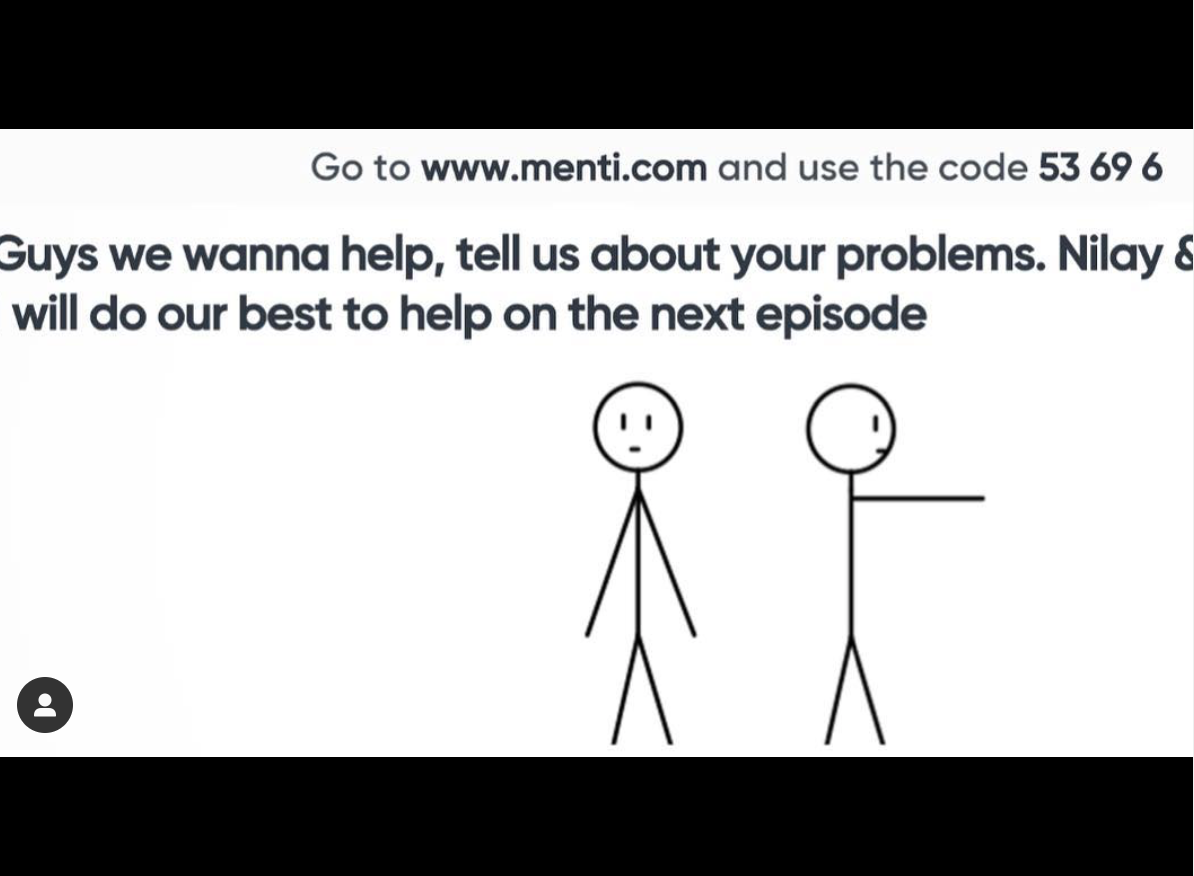 Go to www.menti.com and use the code 53 69 6
Guys we wanna help, tell us about your problems. Nilay &
will do our best to help on the next episode